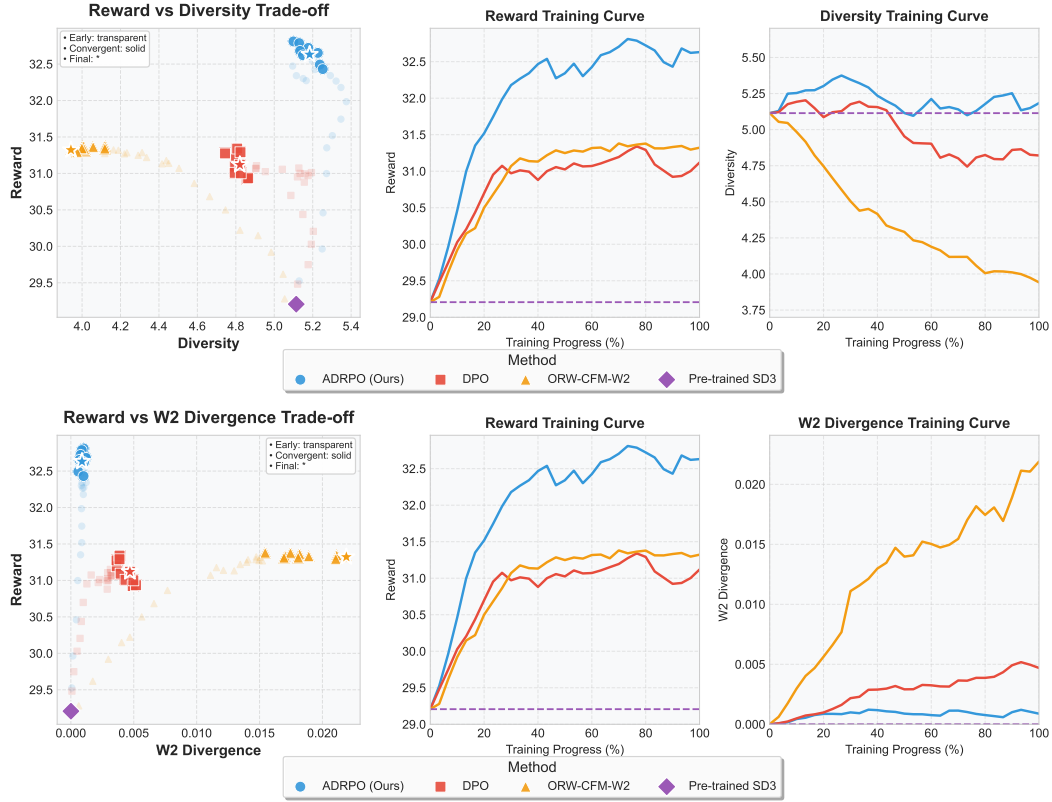 Reward vs Diversity Trade-off
• Early: transparent
• Convergent: solid
• Final: *
32.5
32.0
31.5
31.0
30.5
30.0
29.5
Reward
4.0 4.2 4.4 4.6 4.8 5.0 5.2 5.4
Diversity
Reward Training Curve
32.5
32.0
31.5
31.0
30.5
30.0
29.5
29.0
Reward
0 20 40 60 80 100
Training Progress (%)
Diversity Training Curve
5.50
5.25
5.00
4.75
4.50
4.25
4.00
3.75
Diversity
0 20 40 60 80 100
Training Progress (%)
Method
ADRPO (Ours) DPO ORW-CFM-W2 Pre-trained SD3
Reward vs W2 Divergence Trade-off
• Early: transparent
• Convergent: solid
• Final: *
32.5
32.0
31.5
31.0
30.5
30.0
29.5
Reward
0.000 0.005 0.010 0.015 0.020
W2 Divergence
Reward Training Curve
32.5
32.0
31.5
31.0
30.5
30.0
29.5
29.0
Reward
0 20 40 60 80 100
Training Progress (%)
W2 Divergence Training Curve
0.020
0.015
0.010
0.005
0.000
W2 Divergence
0 20 40 60 80 100
Training Progress (%)
Method
ADRPO (Ours) DPO ORW-CFM-W2 Pre-trained SD3